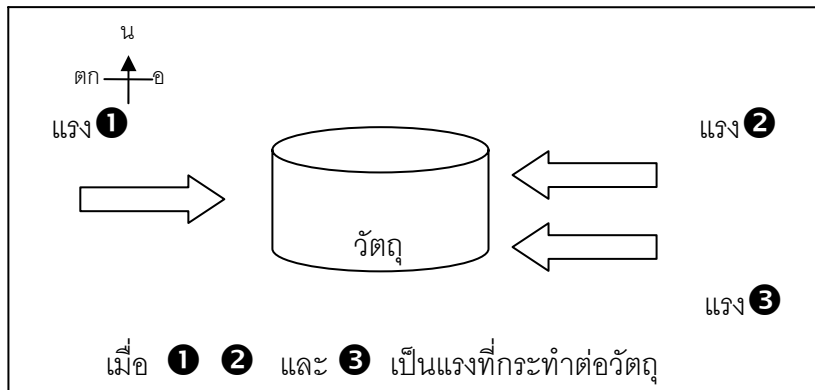 น
ตก อ
แรง ❶ แรง ❷
วัตถุ
แรง ❸
เมื่อ ❶ ❷ และ ❸ เป็นแรงที่กระทำต่อวัตถุ